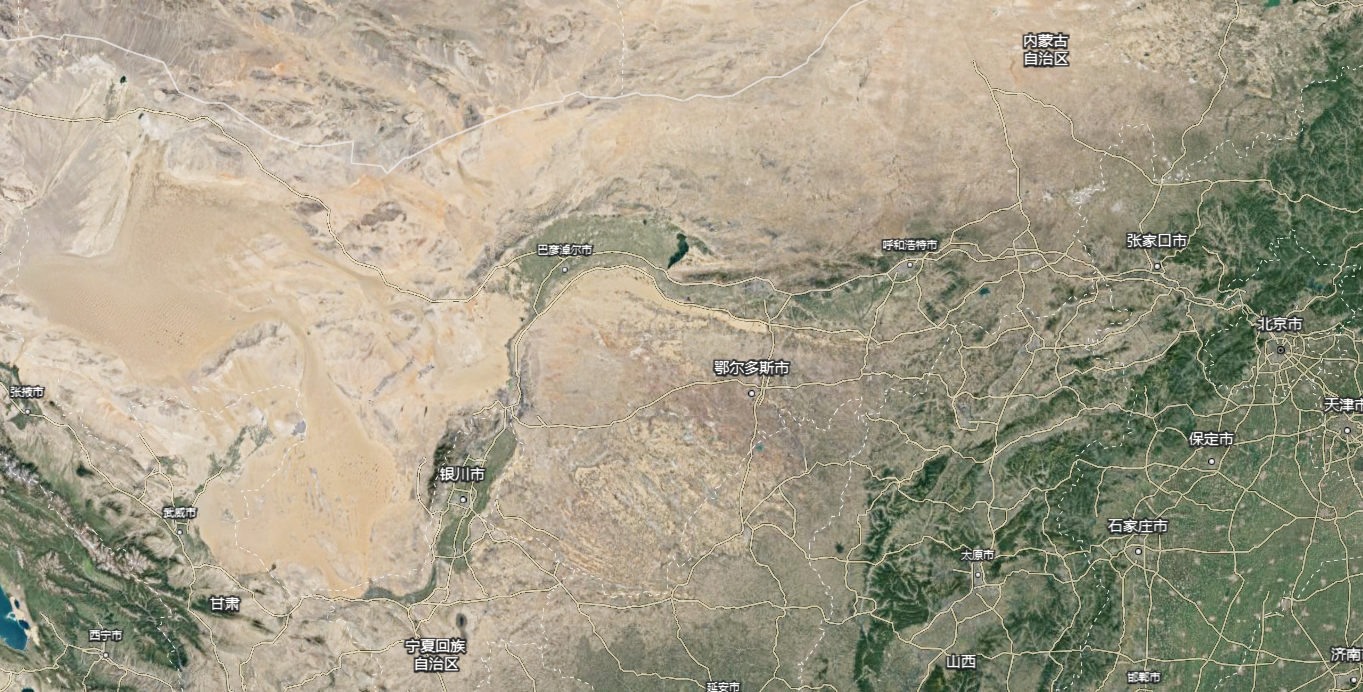 内蒙古
自治区
张家口市
呼和浩特市
巴彦淖尔市
北京市
鄂尔多斯市
张掖市
天津市
保定市
银川市
武威市
石家庄市
太原市
甘肃
西宁市
宁夏回族
自治区
山西
济南
邯郸市
延安市